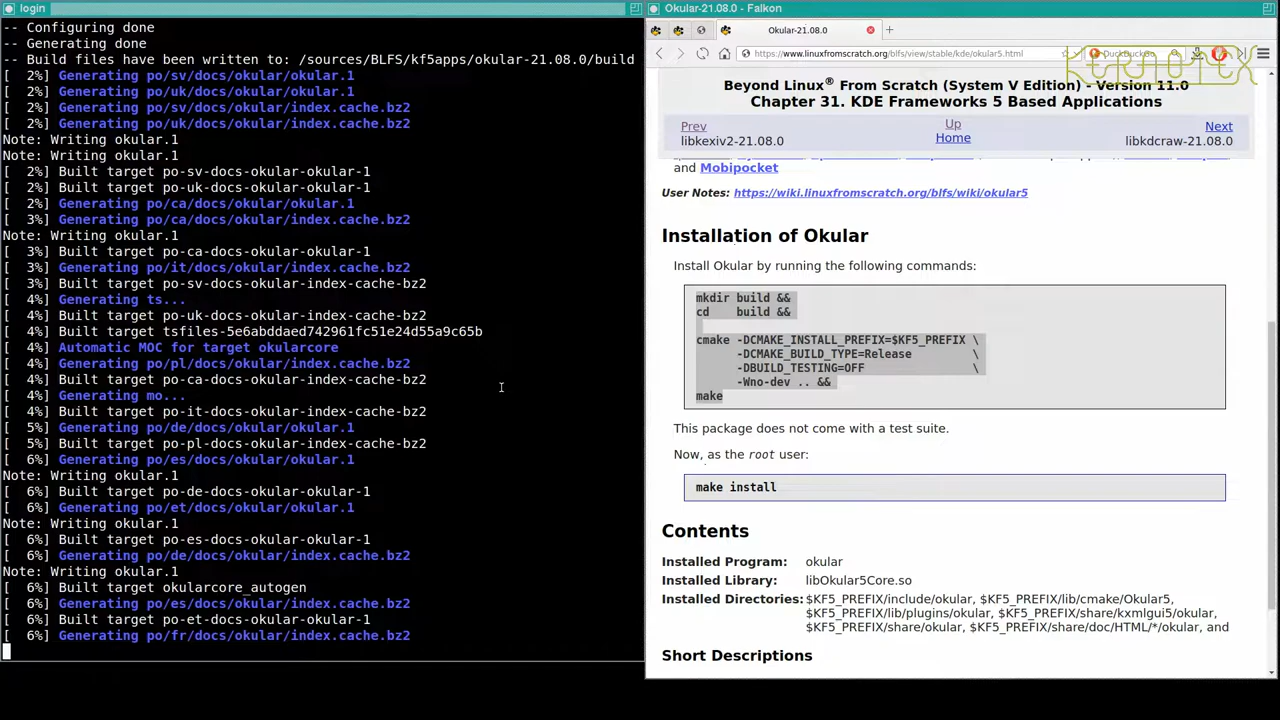 login
-- Configuring done
-- Generating done
-- Build files have been written to: /sources/BLFS/kf5apps/okular-21.08.0/build
[  2%] Generating po/sv/docs/okular/okular.1
[  2%] Generating po/uk/docs/okular/okular.1
[  2%] Generating po/sv/docs/okular/index.cache.bz2
[  2%] Generating po/uk/docs/okular/index.cache.bz2
Note: Writing okular.1
Note: Writing okular.1
[  2%] Built target po-sv-docs-okular-okular-1
[  2%] Built target po-uk-docs-okular-okular-1
[  2%] Generating po/ca/docs/okular/okular.1
[  3%] Generating po/ca/docs/okular/index.cache.bz2
Note: Writing okular.1
[  3%] Built target po-ca-docs-okular-okular-1
[  3%] Generating po/it/docs/okular/index.cache.bz2
[  3%] Built target po-sv-docs-okular-index-cache-bz2
[  4%] Generating ts...
[  4%] Built target po-uk-docs-okular-index-cache-bz2
[  4%] Built target tsfiles-5e6abddaed742961fc51e24d55a9c65b
[  4%] Automatic MOC for target okularcore
[  4%] Generating po/pl/docs/okular/index.cache.bz2
[  4%] Built target po-ca-docs-okular-index-cache-bz2
[  4%] Generating mo...
[  4%] Built target po-it-docs-okular-index-cache-bz2
[  5%] Generating po/de/docs/okular/okular.1
[  5%] Built target po-pl-docs-okular-index-cache-bz2
[  6%] Generating po/es/docs/okular/okular.1
Note: Writing okular.1
[  6%] Built target po-de-docs-okular-okular-1
[  6%] Generating po/et/docs/okular/okular.1
Note: Writing okular.1
[  6%] Built target po-es-docs-okular-okular-1
[  6%] Generating po/de/docs/okular/index.cache.bz2
Note: Writing okular.1
[  6%] Built target okularcore_autogen
[  6%] Generating po/es/docs/okular/index.cache.bz2
[  6%] Built target po-et-docs-okular-okular-1
[  6%] Generating po/fr/docs/okular/index.cache.bz2
Okular-21.08.0 - Falkon
Okular-21.08.0
https://www.linuxfromscratch.org/blfs/view/stable/kde/okular5.html
DuckDuckGo
KERNOTEX
Beyond Linux® From Scratch (System V Edition) - Version 11.0
Chapter 31. KDE Frameworks 5 Based Applications
Prev Up Next
libkexiv2-21.08.0 Home libkdcraw-21.08.0
and Mobipocket
User Notes: https://wiki.linuxfromscratch.org/blfs/wiki/okular5
Installation of Okular
Install Okular by running the following commands:
mkdir build &&
cd    build &&
cmake -DCMAKE_INSTALL_PREFIX=$KF5_PREFIX \
-DCMAKE_BUILD_TYPE=Release         \
-DBUILD_TESTING=OFF                \
-Wno-dev .. &&
make
This package does not come with a test suite.
Now, as the root user:
make install
Contents
Installed Program: okular
Installed Library: libOkular5Core.so
Installed Directories: $KF5_PREFIX/include/okular, $KF5_PREFIX/lib/cmake/Okular5,
$KF5_PREFIX/lib/plugins/okular, $KF5_PREFIX/share/kxmlgui5/okular,
$KF5_PREFIX/share/okular, $KF5_PREFIX/share/doc/HTML/*/okular, and
Short Descriptions